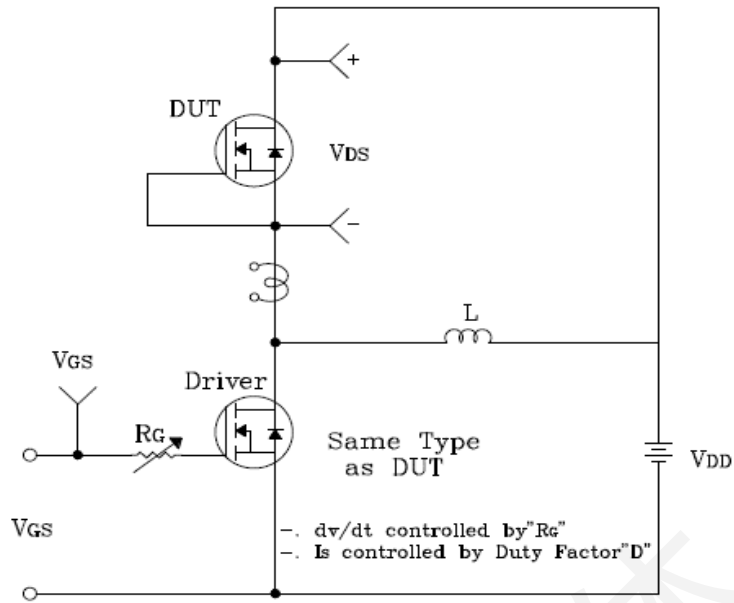 +
DUT
VDS
–
L
VGS
Driver
RG
Same Type
as DUT
VDD
VGS
–. dv/dt controlled by"RG"
–. Is controlled by Duty Factor"D"